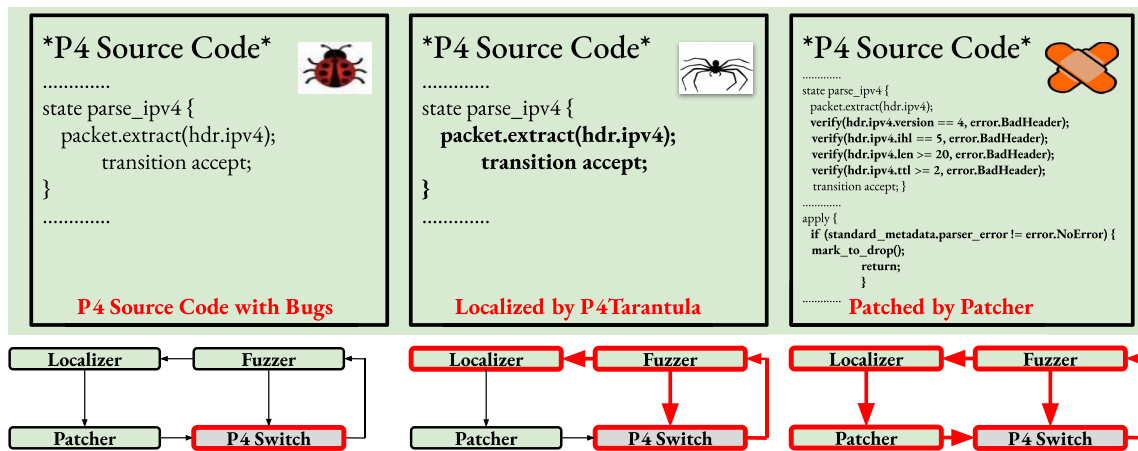 *P4 Source Code*
.............
state parse_ipv4 {
packet.extract(hdr.ipv4);
transition accept;
}
.............
P4 Source Code with Bugs
*P4 Source Code*
.............
state parse_ipv4 {
packet.extract(hdr.ipv4);
transition accept;
}
.............
Localized by P4Tarantula
*P4 Source Code*
.............
state parse_ipv4 {
packet.extract(hdr.ipv4);
verify(hdr.ipv4.version == 4, error.BadHeader);
verify(hdr.ipv4.ihl == 5, error.BadHeader);
verify(hdr.ipv4.len >= 20, error.BadHeader);
verify(hdr.ipv4.ttl >= 2, error.BadHeader);
transition accept; }
.............
apply {
if (standard_metadata.parser_error != error.NoError) {
mark_to_drop();
return;
}
.............
Patched by Patcher
Localizer
Fuzzer
Patcher
P4 Switch
Localizer
Fuzzer
Patcher
P4 Switch
Localizer
Fuzzer
Patcher
P4 Switch